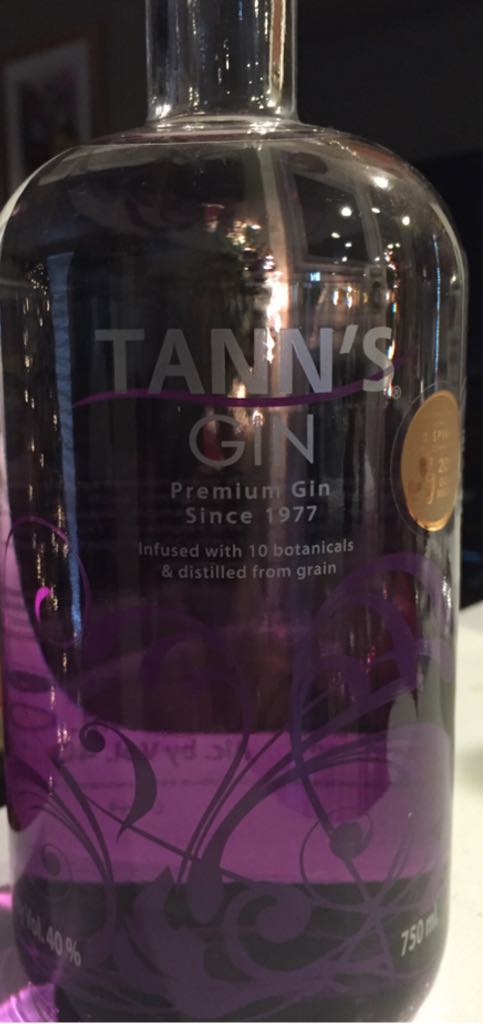 TANN'S®
GIN
Premium Gin
Since 1977
Infused with 10 botanicals
& distilled from grain
Vol. 40 %
750 ml.